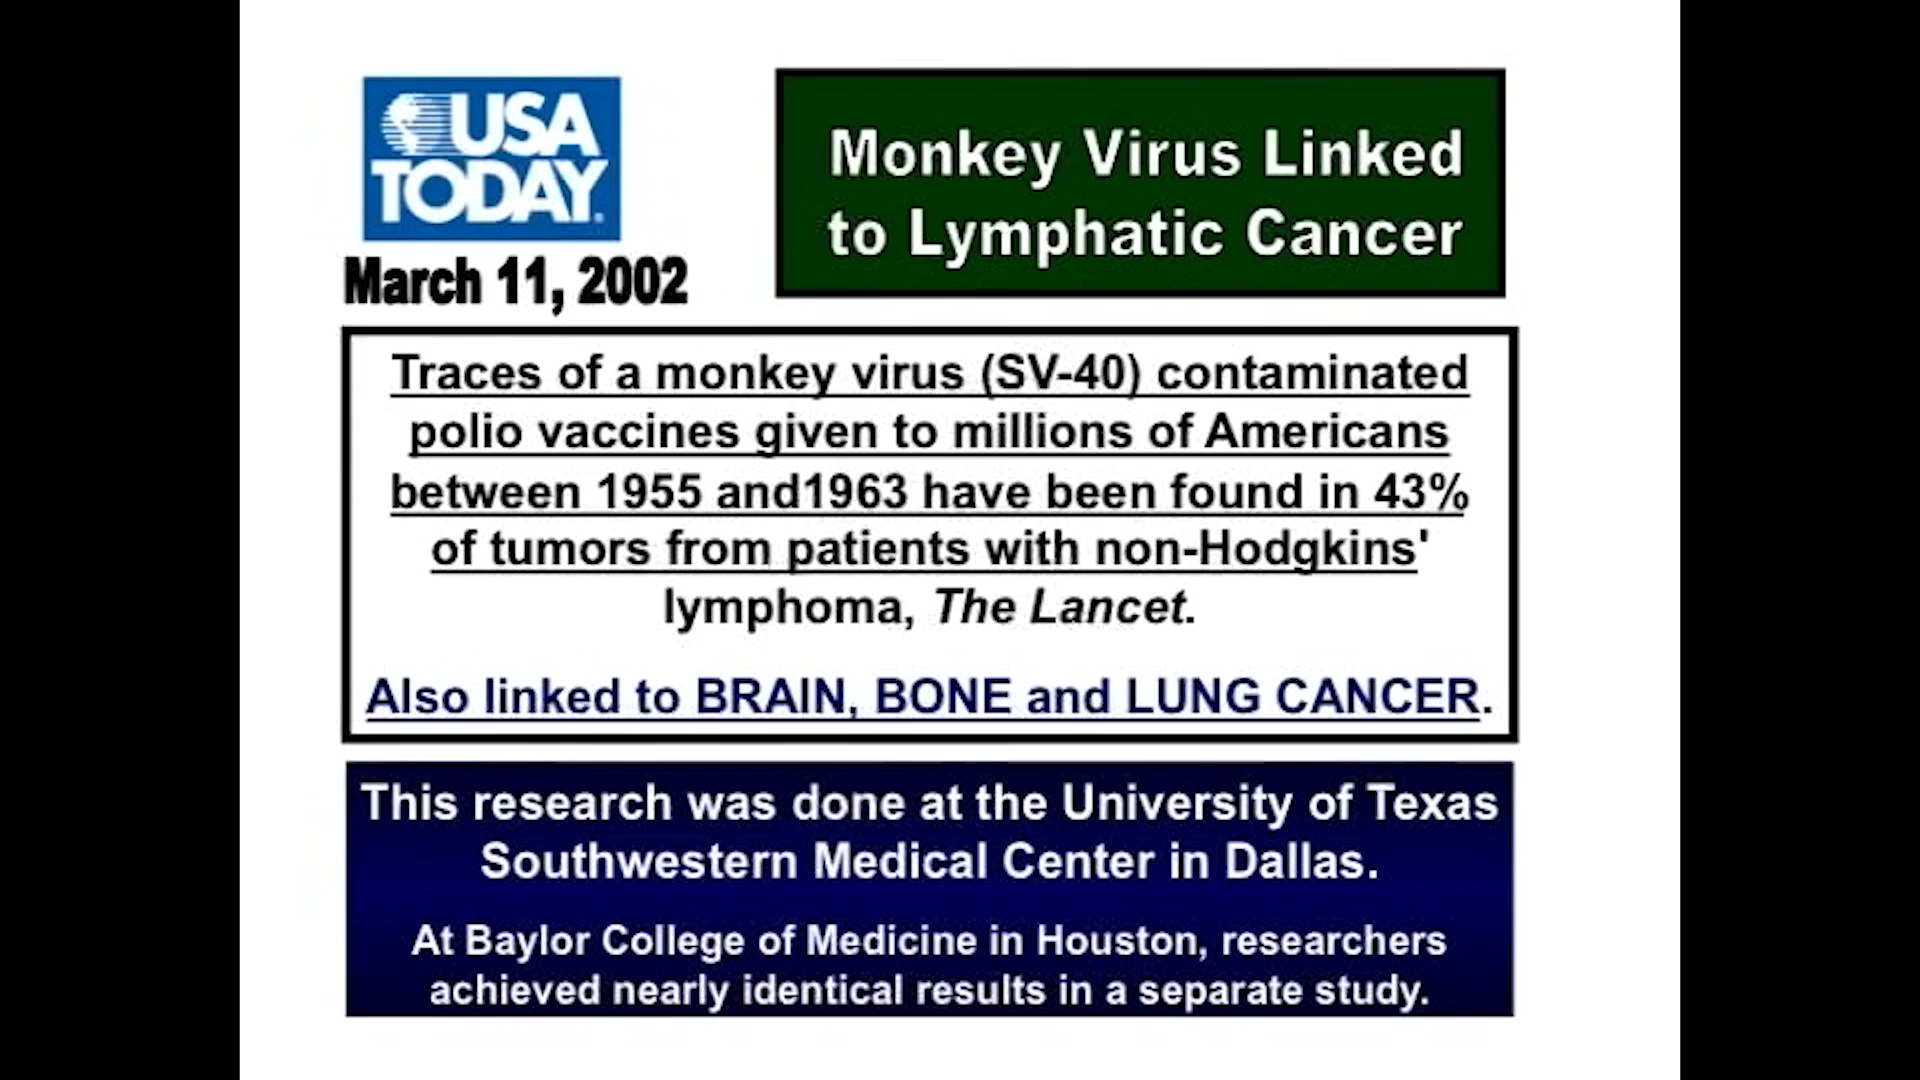 USA
TODAY
March 11, 2002
Monkey Virus Linked
to Lymphatic Cancer
Traces of a monkey virus (SV-40) contaminated
polio vaccines given to millions of Americans
between 1955 and1963 have been found in 43%
of tumors from patients with non-Hodgkins'
lymphoma, The Lancet.
Also linked to BRAIN, BONE and LUNG CANCER.
This research was done at the University of Texas
Southwestern Medical Center in Dallas.
At Baylor College of Medicine in Houston, researchers
achieved nearly identical results in a separate study.